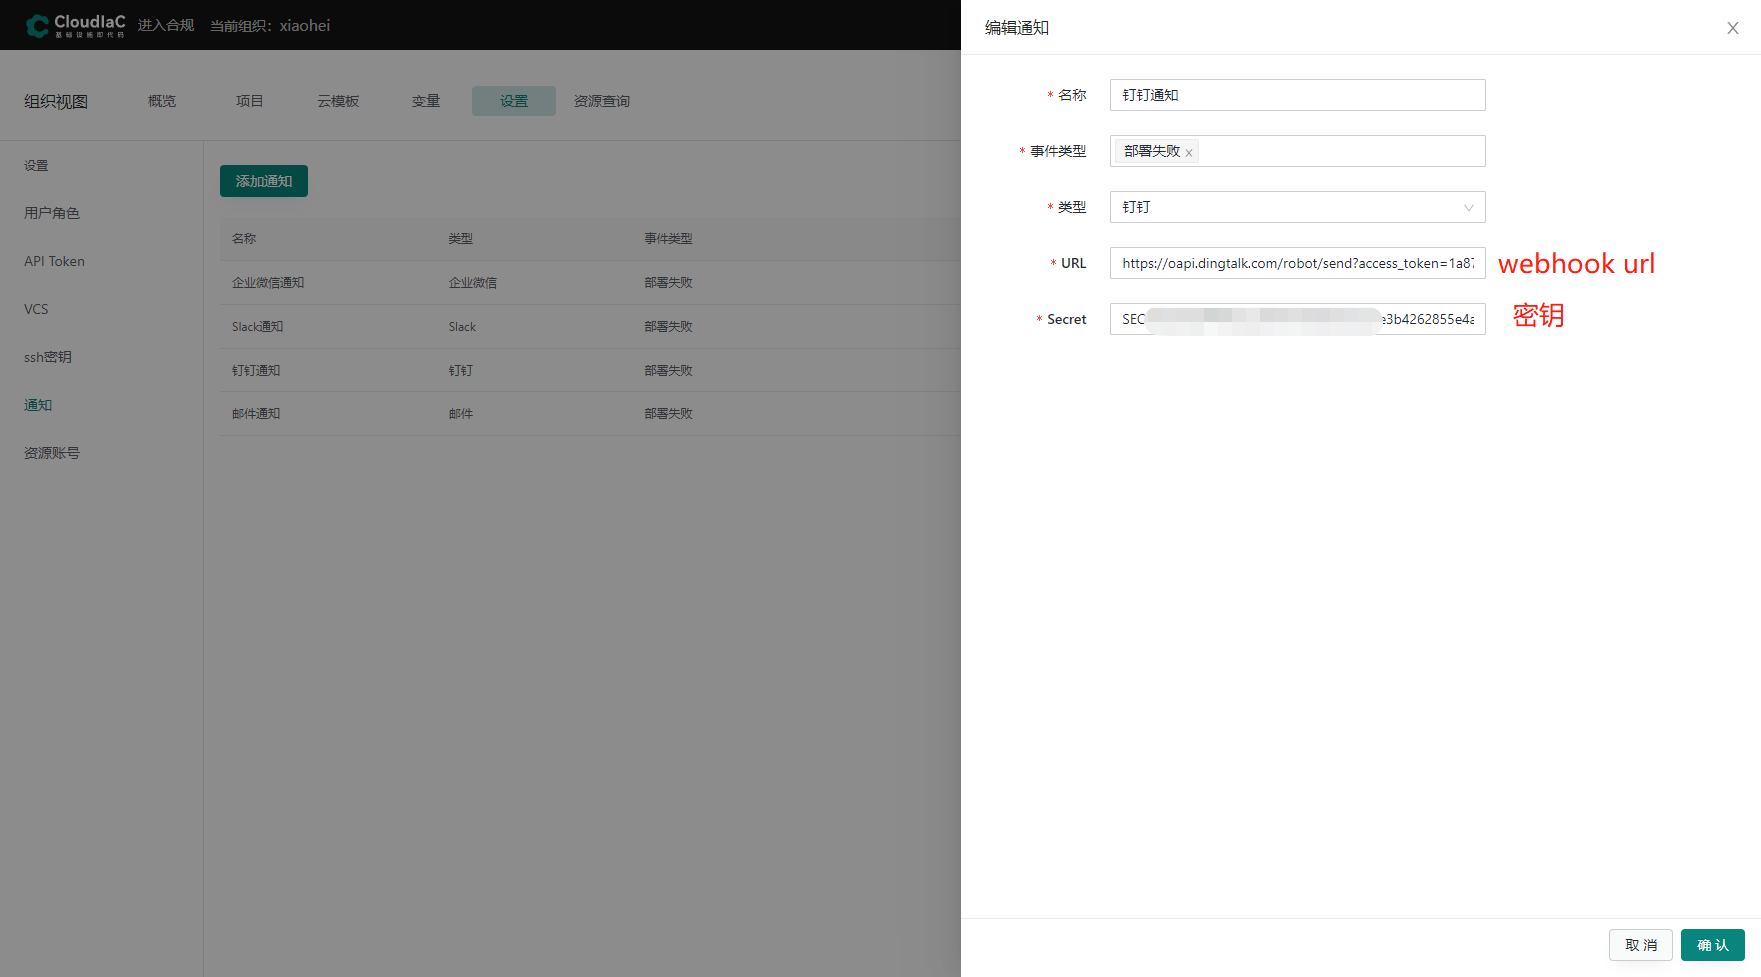 CloudIaC
基础设施即代码
进入合规
当前组织：xiaohei
组织视图
概览
项目
云模板
变量
设置
资源查询
设置
用户角色
API Token
VCS
ssh密钥
通知
资源账号
添加通知
名称 类型 事件类型
企业微信通知 企业微信 部署失败
Slack通知 Slack 部署失败
钉钉通知 钉钉 部署失败
邮件通知 邮件 部署失败
编辑通知
* 名称 钉钉通知
* 事件类型 部署失败
* 类型 钉钉
* URL https://oapi.dingtalk.com/robot/send?access_token=1a87 webhook url
* Secret SEC e3b4262855e4a 密钥
取 消
确 认